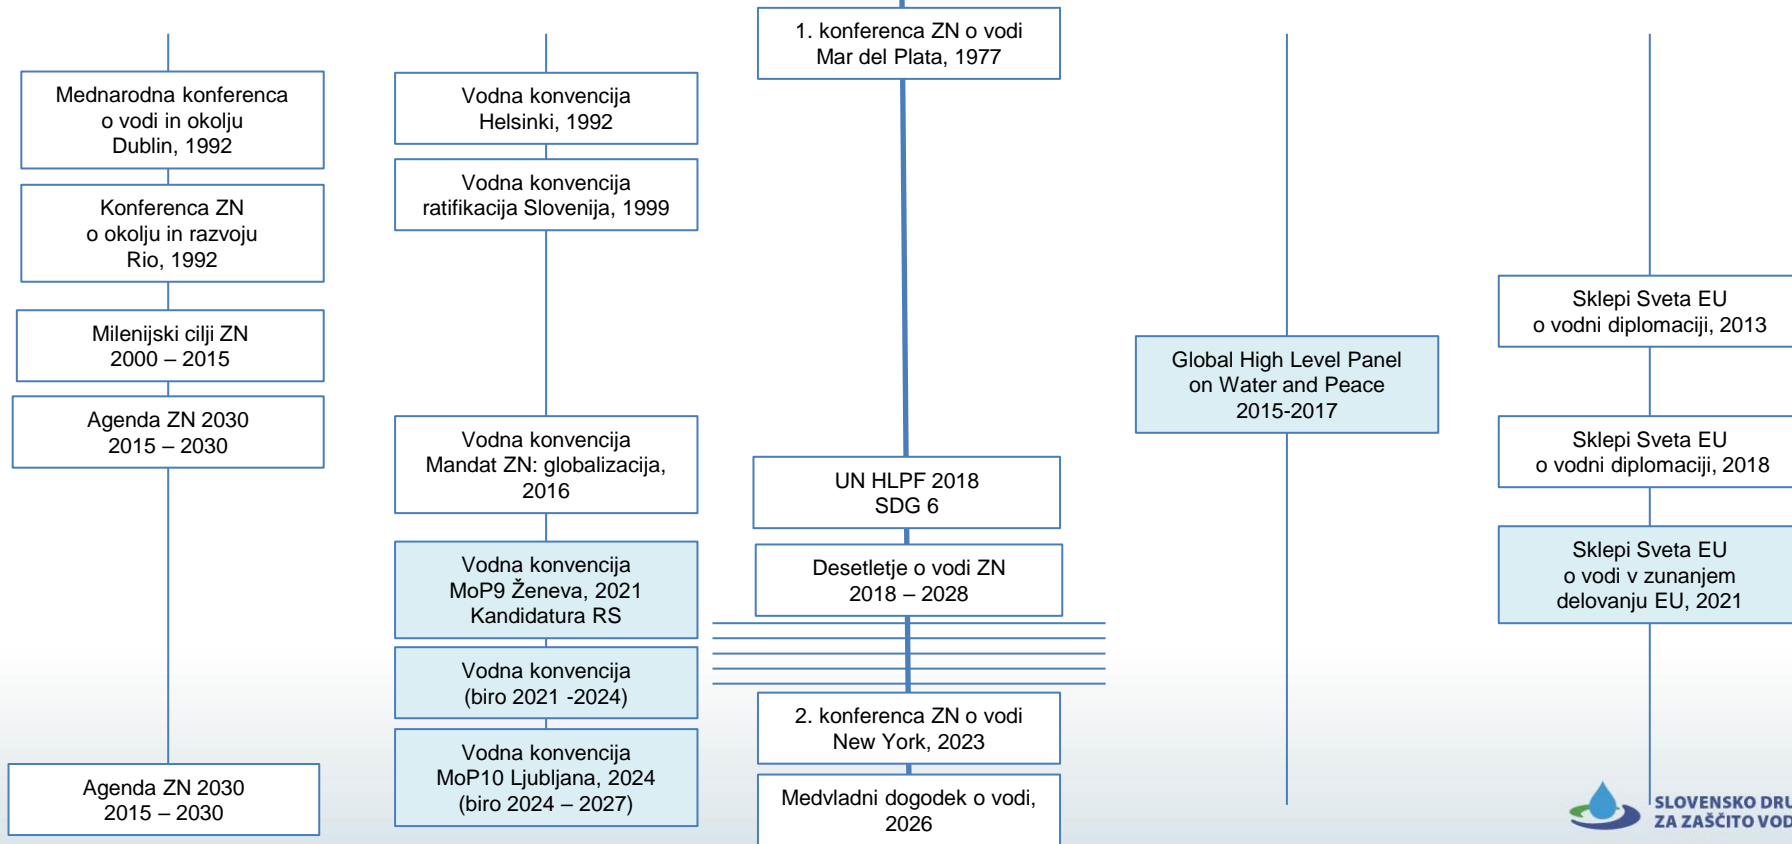 1. konferenca ZN o vodi
Mar del Plata, 1977
Mednarodna konferenca
o vodi in okolju
Dublin, 1992
Konferenca ZN
o okolju in razvoju
Rio, 1992
Milenijski cilji ZN
2000 – 2015
Agenda ZN 2030
2015 – 2030
Agenda ZN 2030
2015 – 2030
Vodna konvencija
Helsinki, 1992
Vodna konvencija
ratifikacija Slovenija, 1999
Vodna konvencija
Mandat ZN: globalizacija,
2016
Vodna konvencija
MoP9 Ženeva, 2021
Kandidatura RS
Vodna konvencija
(biro 2021 -2024)
Vodna konvencija
MoP10 Ljubljana, 2024
(biro 2024 – 2027)
UN HLPF 2018
SDG 6
Desetletje o vodi ZN
2018 – 2028
2. konferenca ZN o vodi
New York, 2023
Medvladni dogodek o vodi,
2026
Global High Level Panel
on Water and Peace
2015-2017
Sklepi Sveta EU
o vodni diplomaciji, 2013
Sklepi Sveta EU
o vodni diplomaciji, 2018
Sklepi Sveta EU
o vodi v zunanjem
delovanju EU, 2021
SLOVENSKO DRU
ZA ZAŠČITO VOD